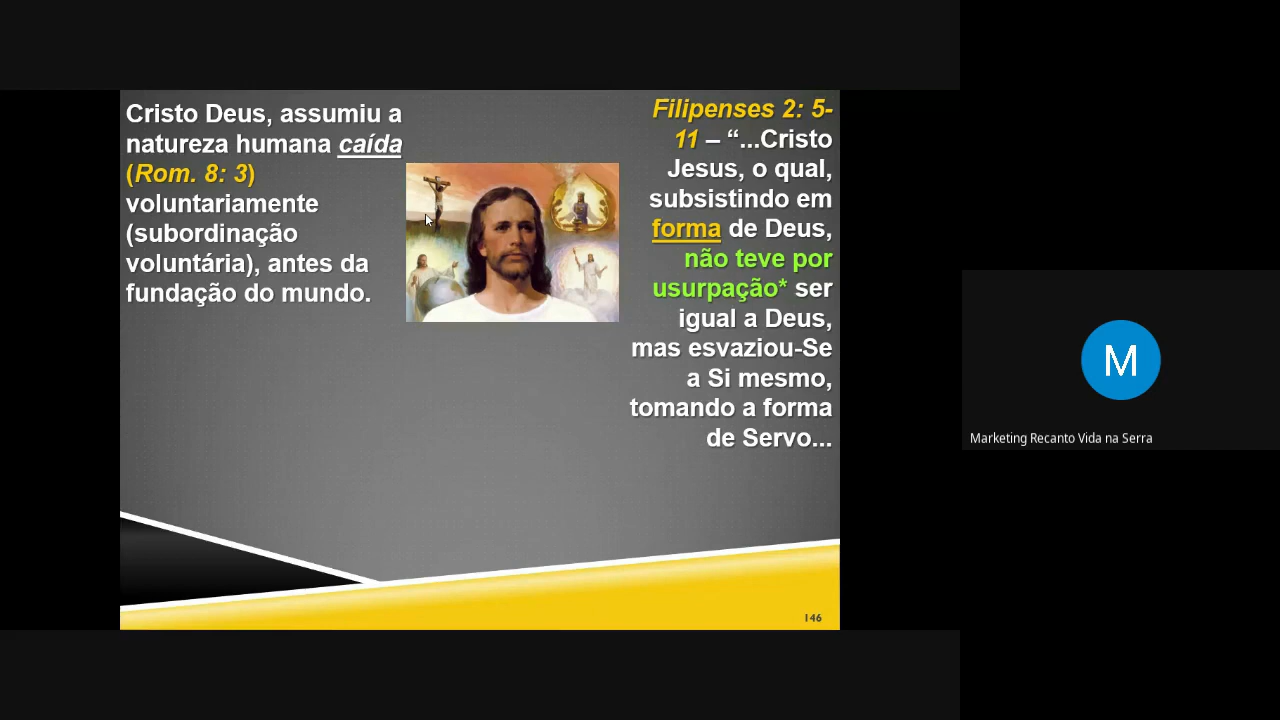 Cristo Deus, assumiu a
natureza humana caída
(Rom. 8: 3)
voluntariamente
(subordinação
voluntária), antes da
fundação do mundo.
Filipenses 2: 5-
11 – “...Cristo
Jesus, o qual,
subsistindo em
forma de Deus,
não teve por
usurpação* ser
igual a Deus,
mas esvaziou-Se
a Si mesmo,
tomando a forma
de Servo...
146
M
Marketing Recanto Vida na Serra